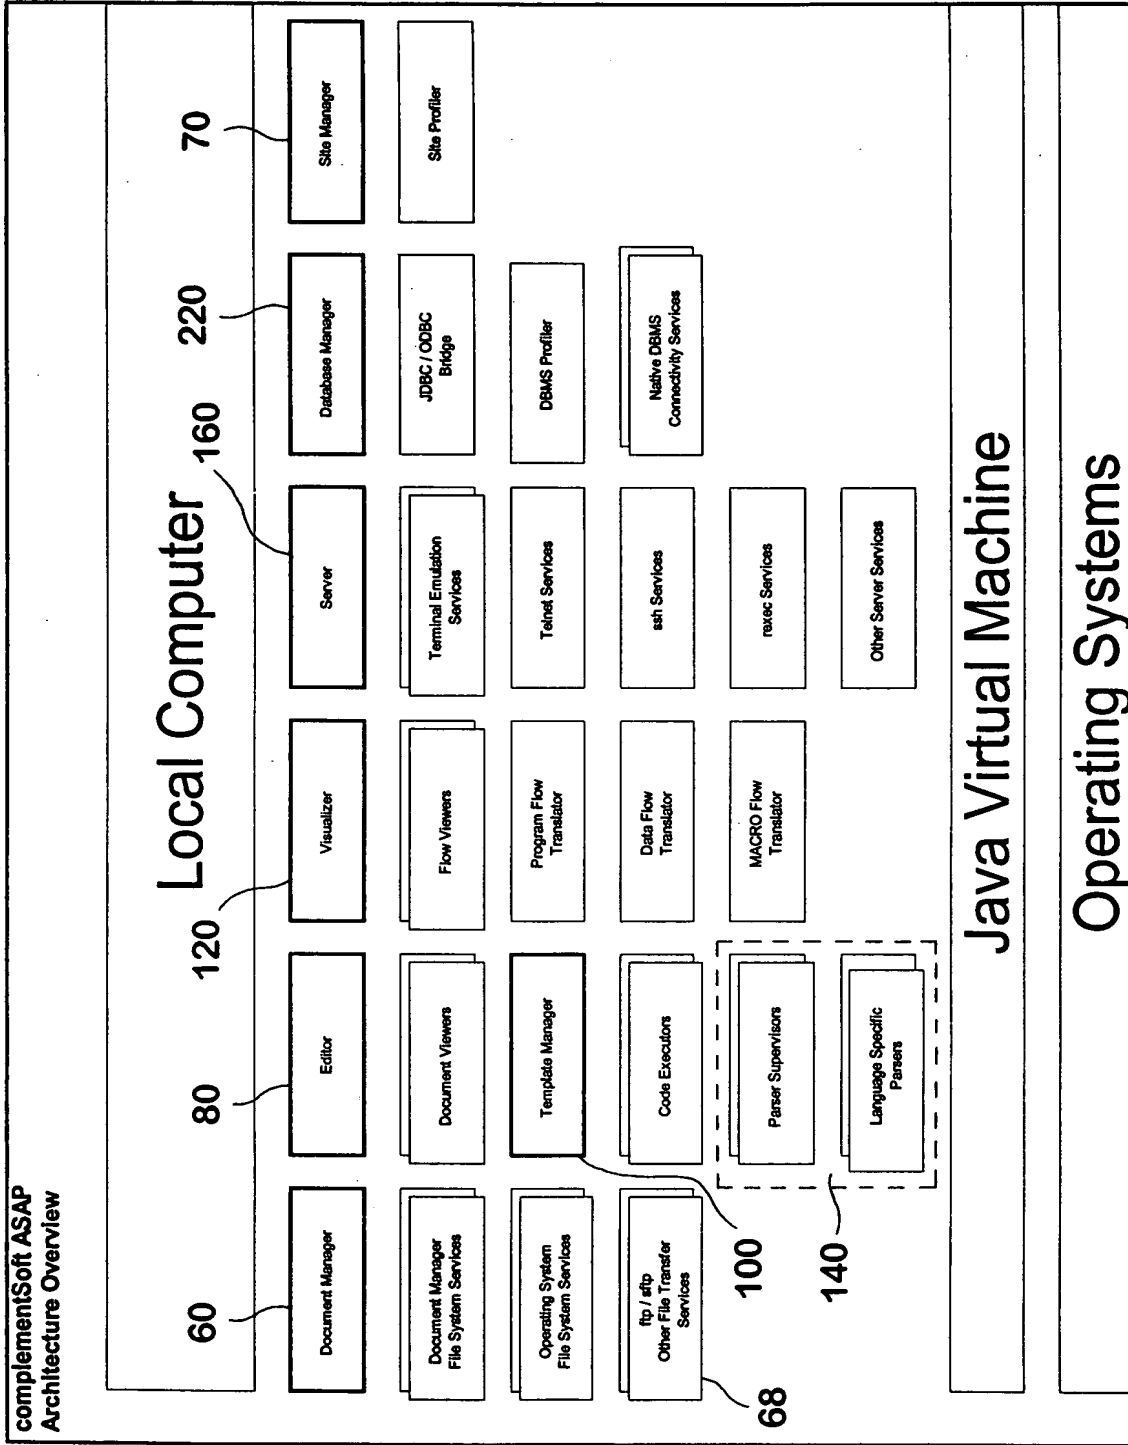 complementSoft ASAP
Architecture Overview
Local Computer
60
80
120
160
220
70
Document Manager
Editor
Visualizer
Server
Database Manager
Site Manager
Document Manager
File System Services
Document Viewers
Flow Viewers
Terminal Emulation
Services
JDBC / ODBC
Bridge
Site Profiler
Operating System
File System Services
Template Manager
Program Flow
Translator
Telnet Services
DBMS Profiler
ftp / sftp
Other File Transfer
Services
Code Executors
Data Flow
Translator
ssh Services
Native DBMS
Connectivity Services
68
100
Parser Supervisors
MACRO Flow
Translator
rexec Services
140
Language Specific
Parsers
Other Server Services
Java Virtual Machine
Operating Systems